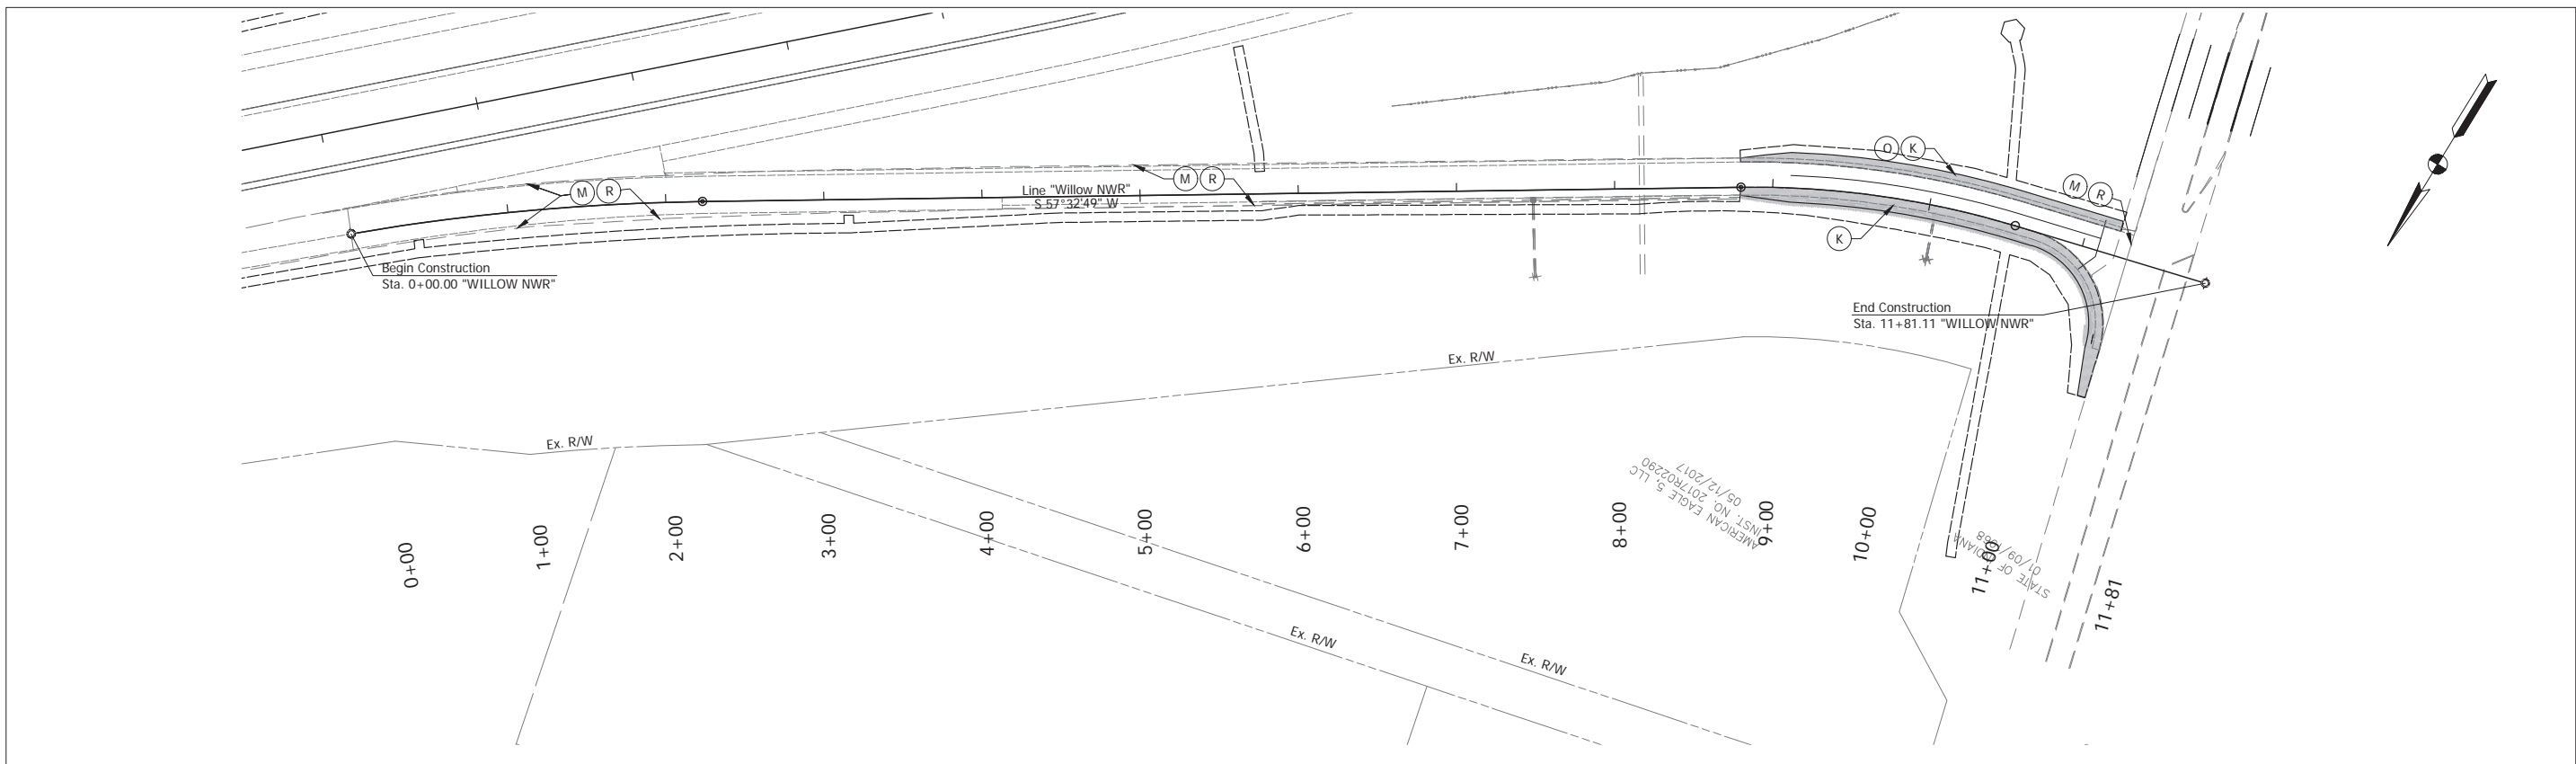 Q K
M R
M R
M R
Line "Willow NWR"
S 57°32'49" W
K
Begin Construction
Sta. 0+00.00 "WILLOW NWR"
End Construction
Sta. 11+81.11 "WILLOW NWR"
Ex. R/W
Ex. R/W
AMERICAN EAGLE 5, LLC
INST. NO. 2017R02290
05/12/2017
0+00
1+00
2+00
3+00
4+00
5+00
6+00
7+00
8+00
9+00
10+00
11+00
11+81
STATE OF INDIANA
01/09/1968
Ex. R/W
Ex. R/W